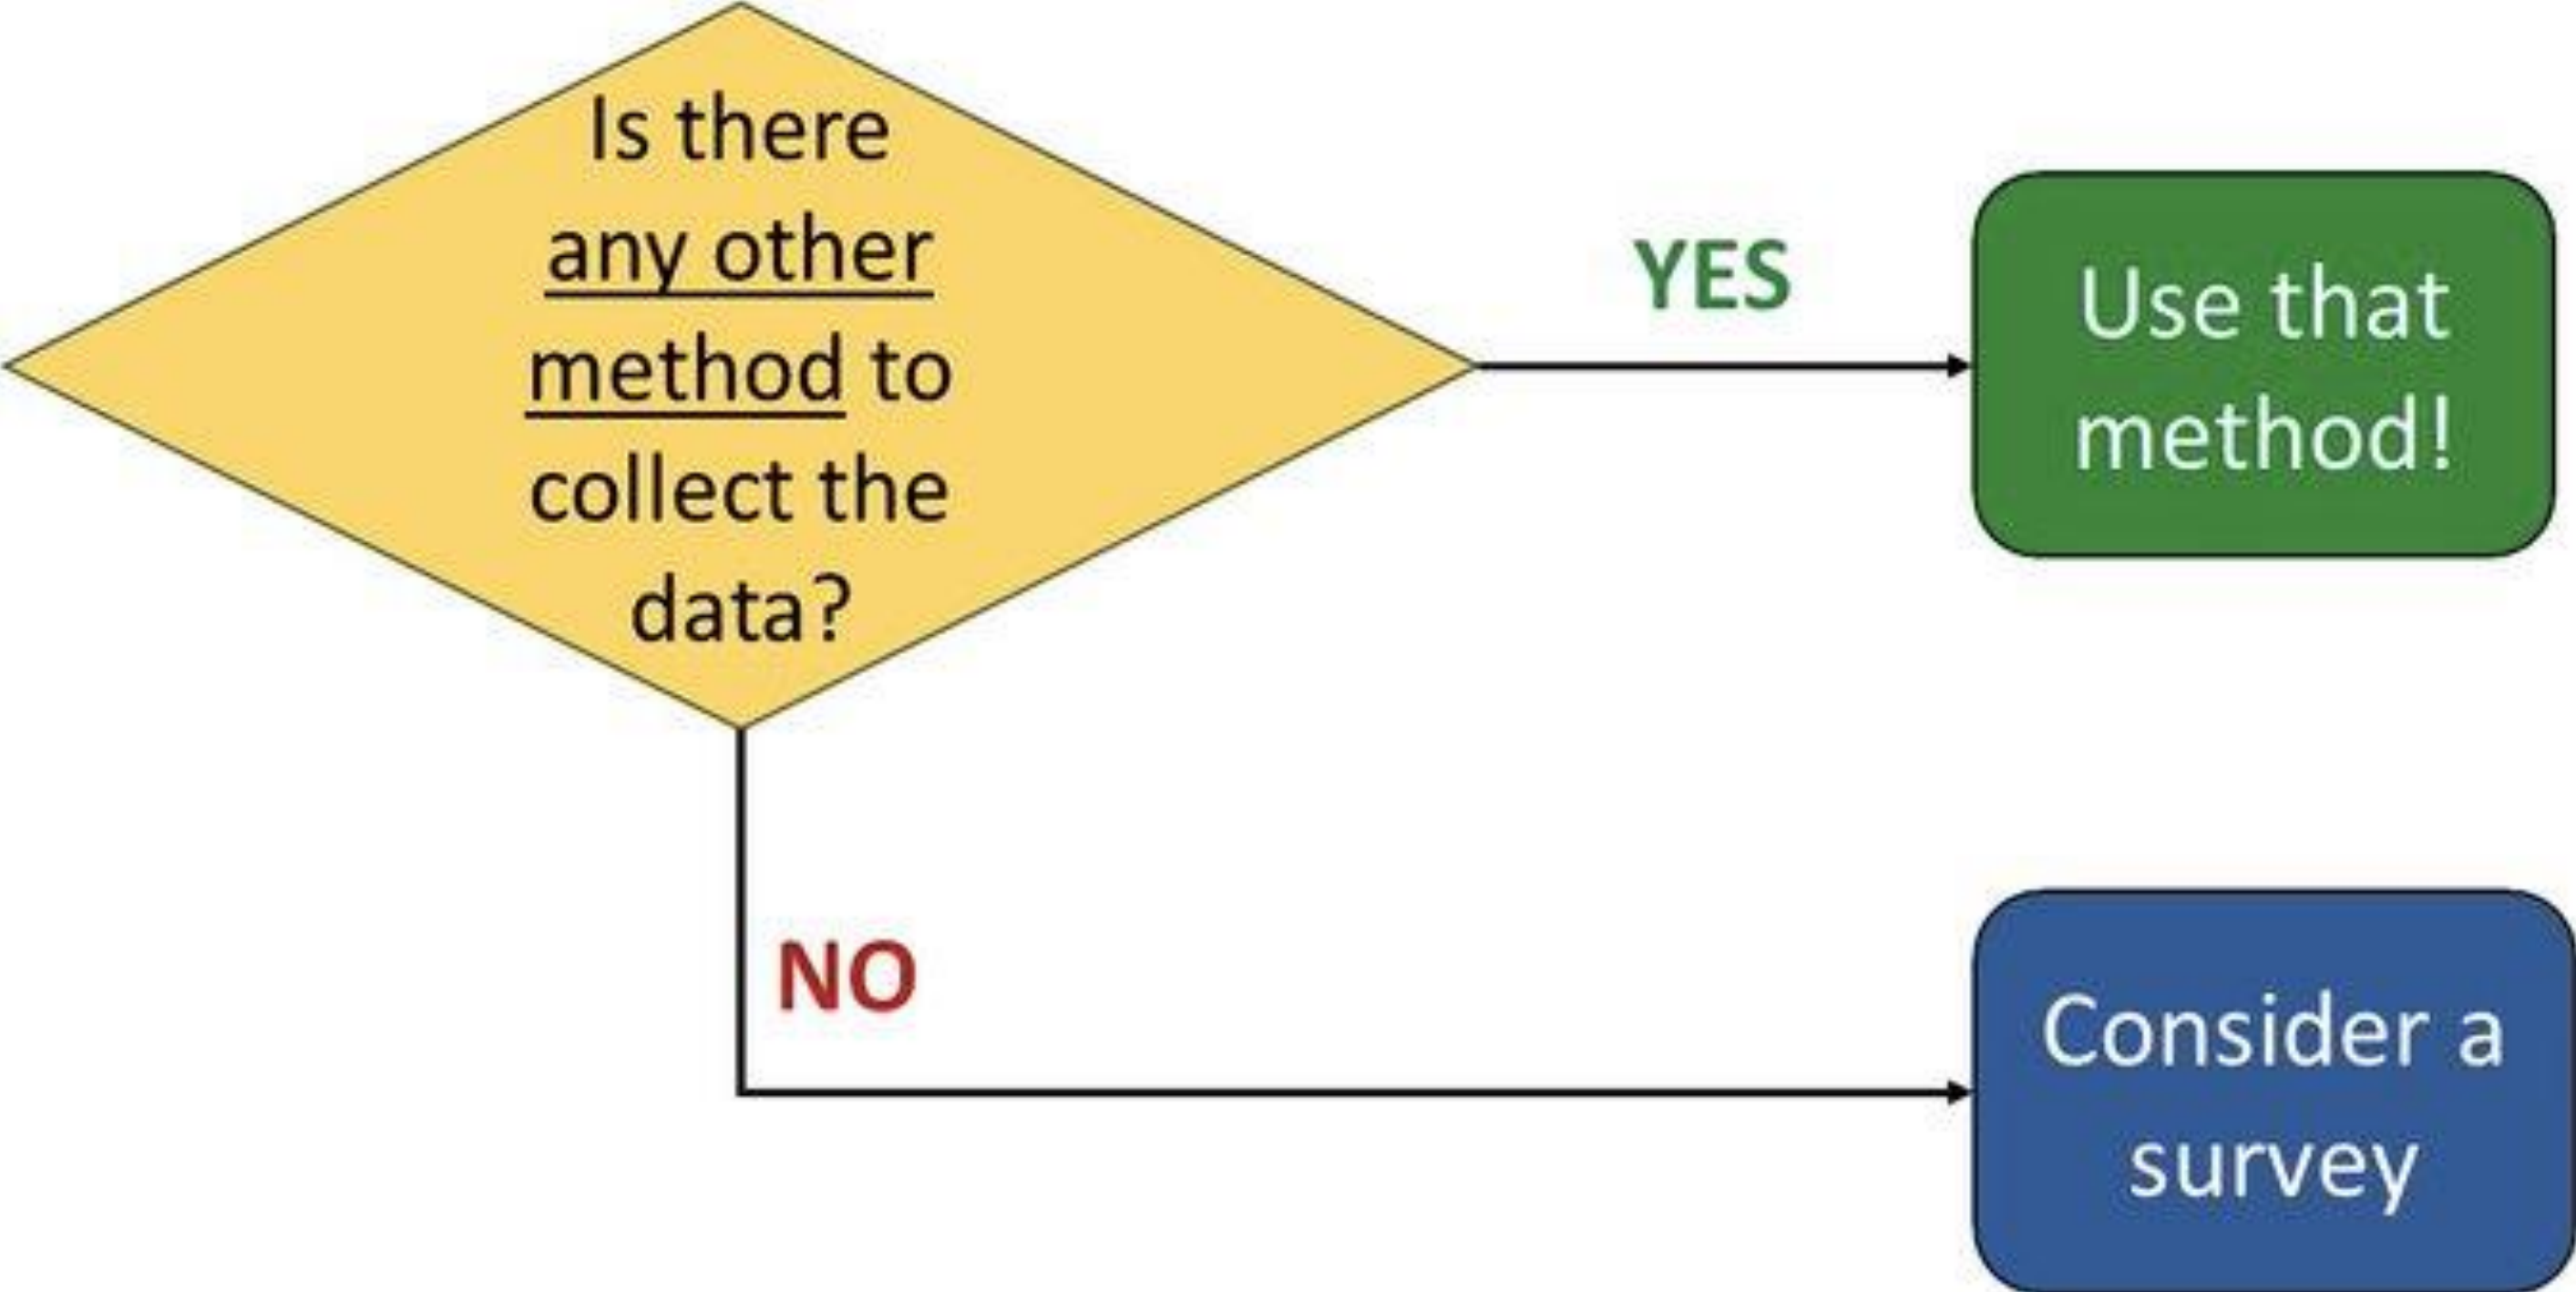 Is there
any other
method to
collect the
data?
YES
Use that
method!
NO
Consider a
survey